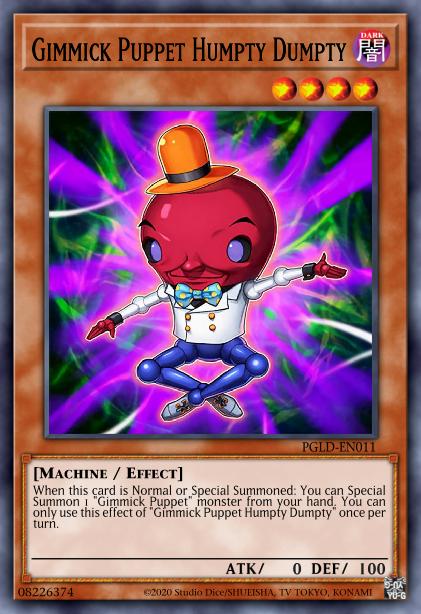 Gimmick Puppet Humpty Dumpty
DARK
闇
PGLD-EN011
[Machine / Effect]
When this card is Normal or Special Summoned: You can Special
Summon 1 "Gimmick Puppet" monster from your hand. You can
only use this effect of "Gimmick Puppet Humpty Dumpty" once per
turn.
ATK/ 0 DEF/ 100
08226374
©2020 Studio Dice/SHUEISHA, TV TOKYO, KONAMI